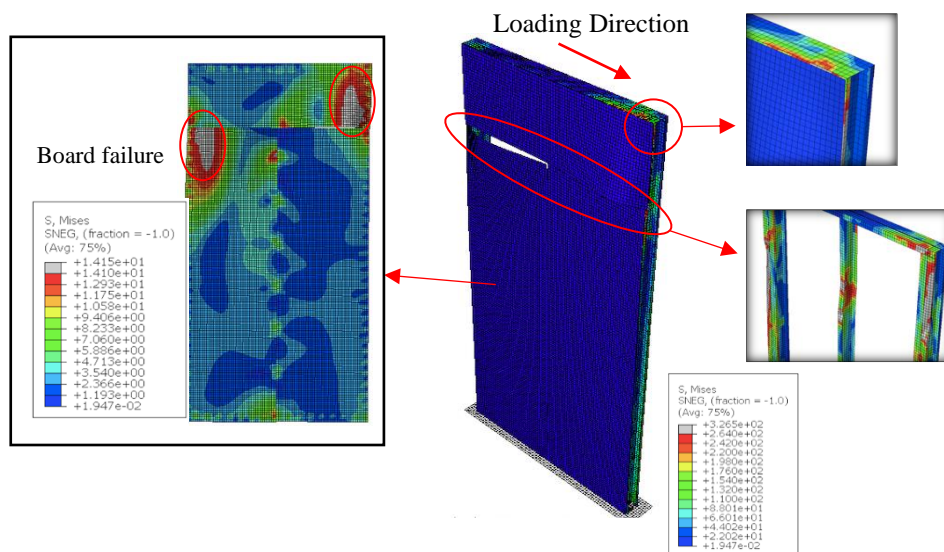 Loading Direction
Board failure
S, Mises
SNEG, (fraction = -1.0)
(Avg: 75%)
+1.415e+01
+1.410e+01
+1.293e+01
+1.175e+01
+1.058e+01
+9.406e+00
+8.233e+00
+7.060e+00
+5.886e+00
+4.713e+00
+3.540e+00
+2.366e+00
+1.193e+00
+1.947e-02
S, Mises
SNEG, (fraction = -1.0)
(Avg: 75%)
+3.265e+02
+2.640e+02
+2.420e+02
+2.200e+02
+1.980e+02
+1.760e+02
+1.540e+02
+1.320e+02
+1.100e+02
+8.801e+01
+6.601e+01
+4.402e+01
+2.202e+01
+1.947e-02